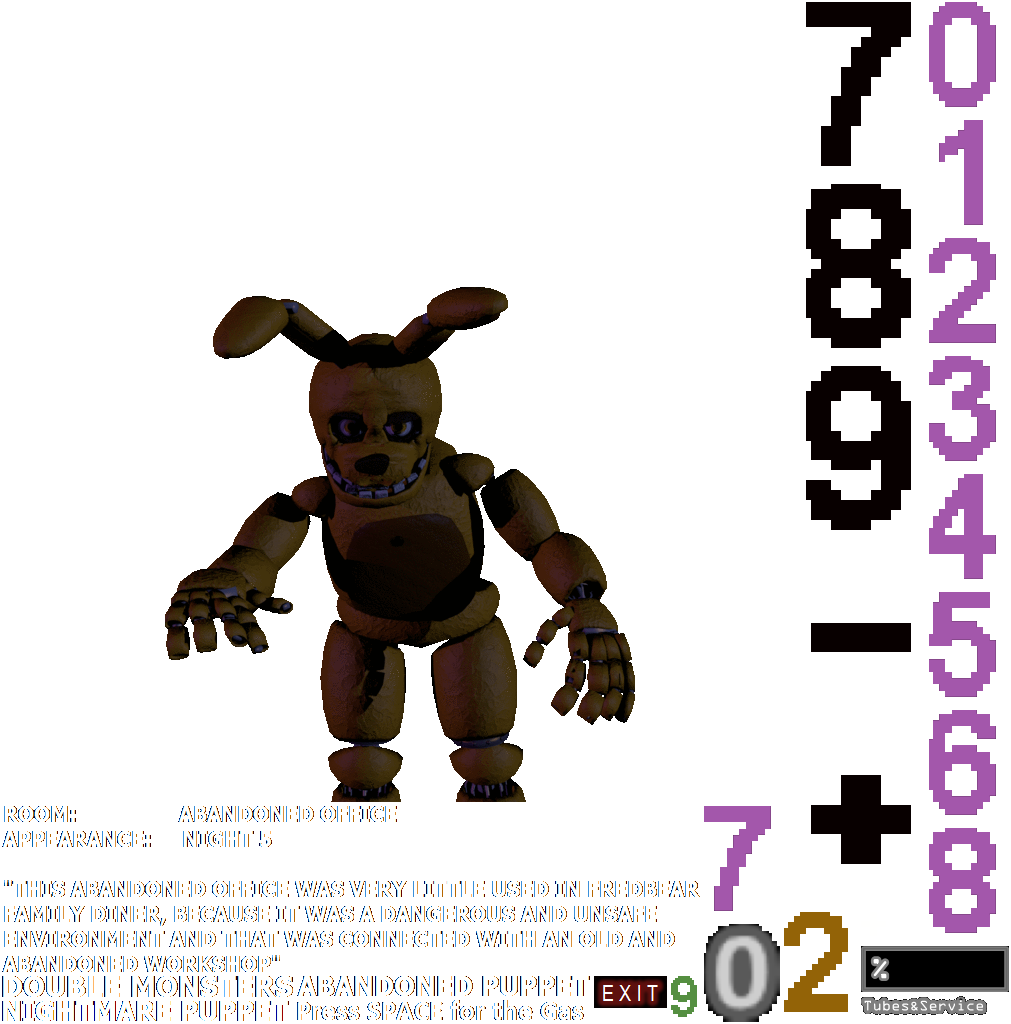 7
8
9
-
+
0
1
2
3
4
5
6
8
7
ROOM: ABANDONED OFFICE
APPEARANCE: NIGHT 5
"THIS ABANDONED OFFICE WAS VERY LITTLE USED IN FREDBEAR
FAMILY DINER, BECAUSE IT WAS A DANGEROUS AND UNSAFE
ENVIRONMENT AND THAT WAS CONNECTED WITH AN OLD AND
ABANDONED WORKSHOP"
DOUBLE MONSTERS ABANDONED PUPPET
NIGHTMARE PUPPET Press SPACE for the Gas
EXIT
9
0
2
%
Tubes&Service